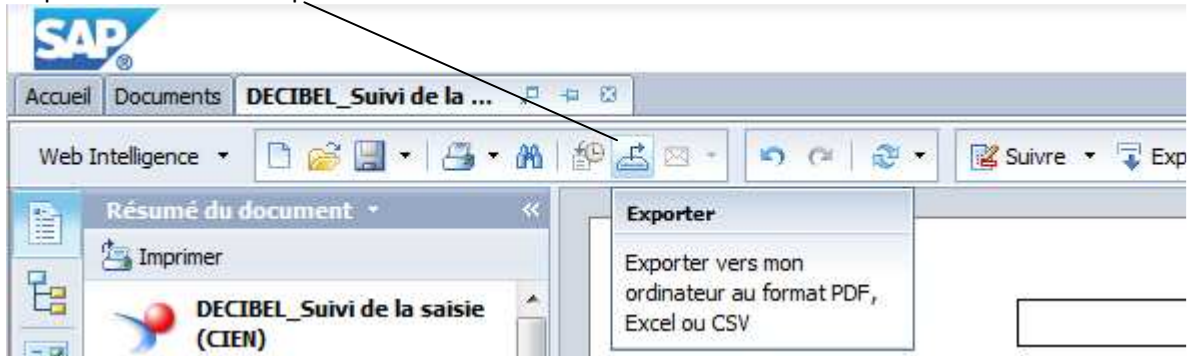 SAP®
Accueil Documents DECIBEL_Suivi de la ...
Web Intelligence Suivre Exp
Résumé du document «
Imprimer
DECIBEL_Suivi de la saisie
(CIEN)
Exporter
Exporter vers mon
ordinateur au format PDF,
Excel ou CSV